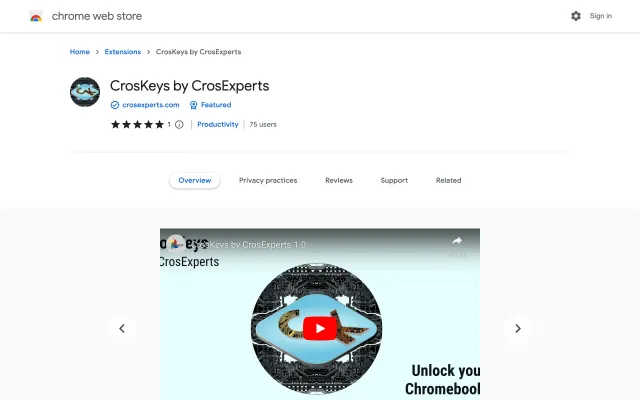 chrome web store
Sign in
Home > Extensions > CrosKeys by CrosExperts
CrosKeys by CrosExperts
crosexperts.com Featured
1 Productivity 75 users
Overview Privacy practices Reviews Support Related
CrosKeys by CrosExperts 1.0
CrosExperts
Unlock you
Chromebook